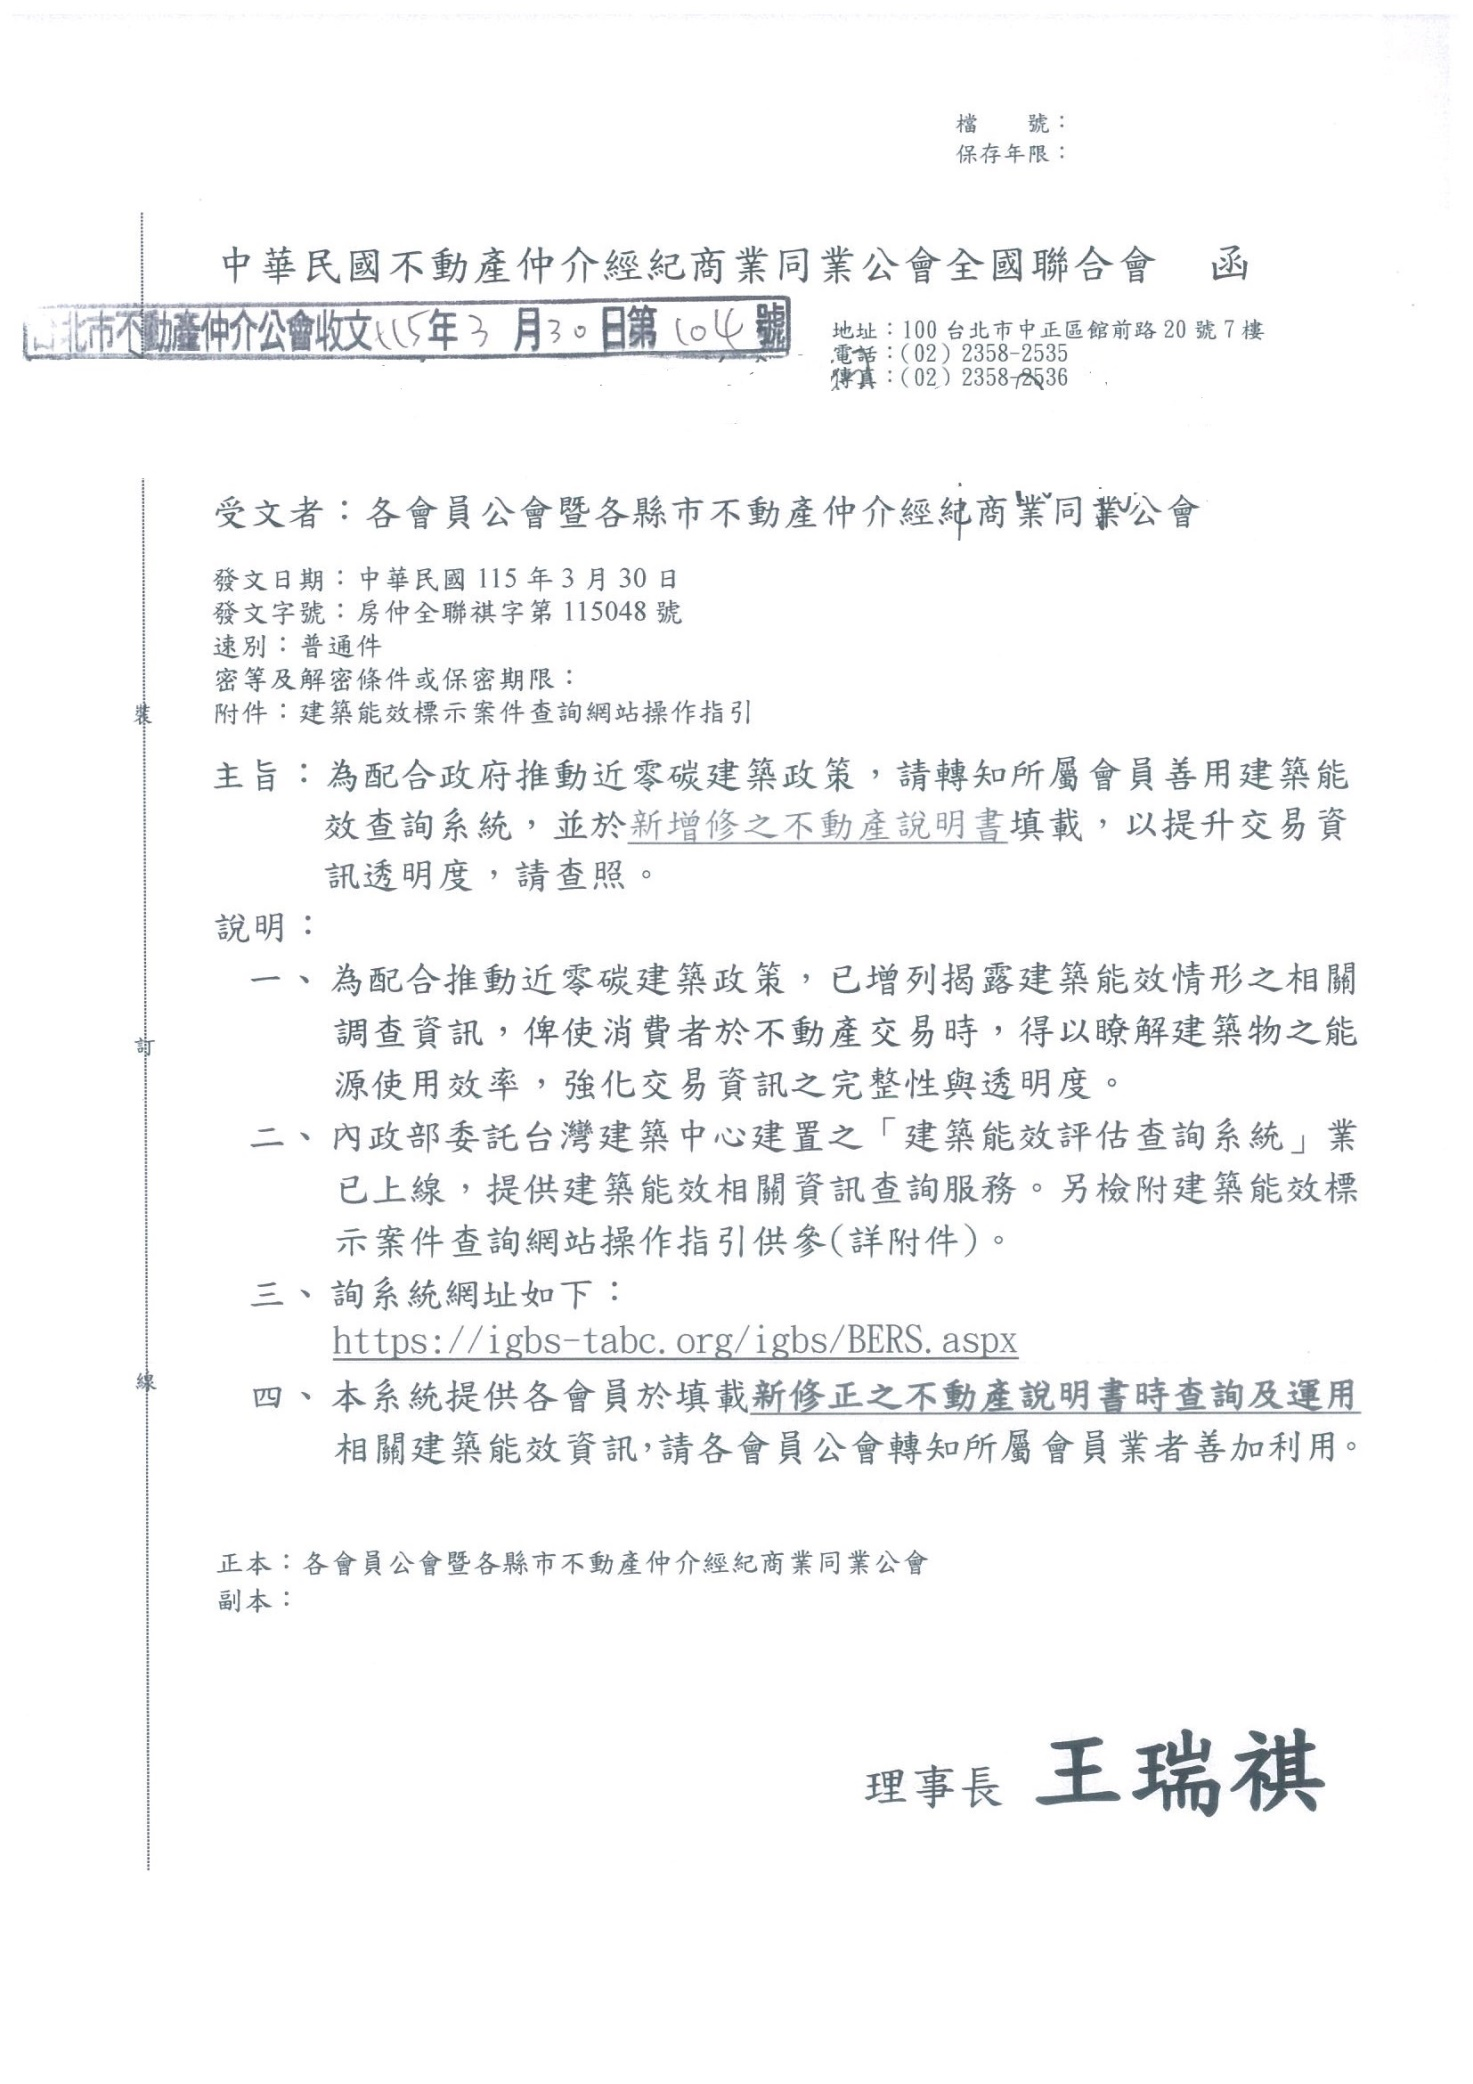 檔　　號：
保存年限：
中華民國不動產仲介經紀商業同業公會全國聯合會　函
北市不動產仲介公會收文115年3月30日第104號
地址：100台北市中正區館前路20號7樓
電話：(02) 2358-2535
傳真：(02) 2358-2536
受文者：各會員公會暨各縣市不動產仲介經紀商業同業公會
發文日期：中華民國 115 年 3 月 30 日
發文字號：房仲全聯祺字第 115048 號
速別：普通件
密等及解密條件或保密期限：
附件：建築能效標示案件查詢網站操作指引
主旨：為配合政府推動近零碳建築政策，請轉知所屬會員善用建築能
效查詢系統，並於新增修之不動產說明書填載，以提升交易資
訊透明度，請查照。
說明：
一、為配合推動近零碳建築政策，已增列揭露建築能效情形之相關
調查資訊，俾使消費者於不動產交易時，得以瞭解建築物之能
源使用效率，強化交易資訊之完整性與透明度。
二、內政部委託台灣建築中心建置之「建築能效評估查詢系統」業
已上線，提供建築能效相關資訊查詢服務。另檢附建築能效標
示案件查詢網站操作指引供參(詳附件)。
三、詢系統網址如下：
https://igbs-tabc.org/igbs/BERS.aspx
四、本系統提供各會員於填載新修正之不動產說明書時查詢及運用
相關建築能效資訊，請各會員公會轉知所屬會員業者善加利用。
正本：各會員公會暨各縣市不動產仲介經紀商業同業公會
副本：
理事長 王瑞祺
裝
訂
線